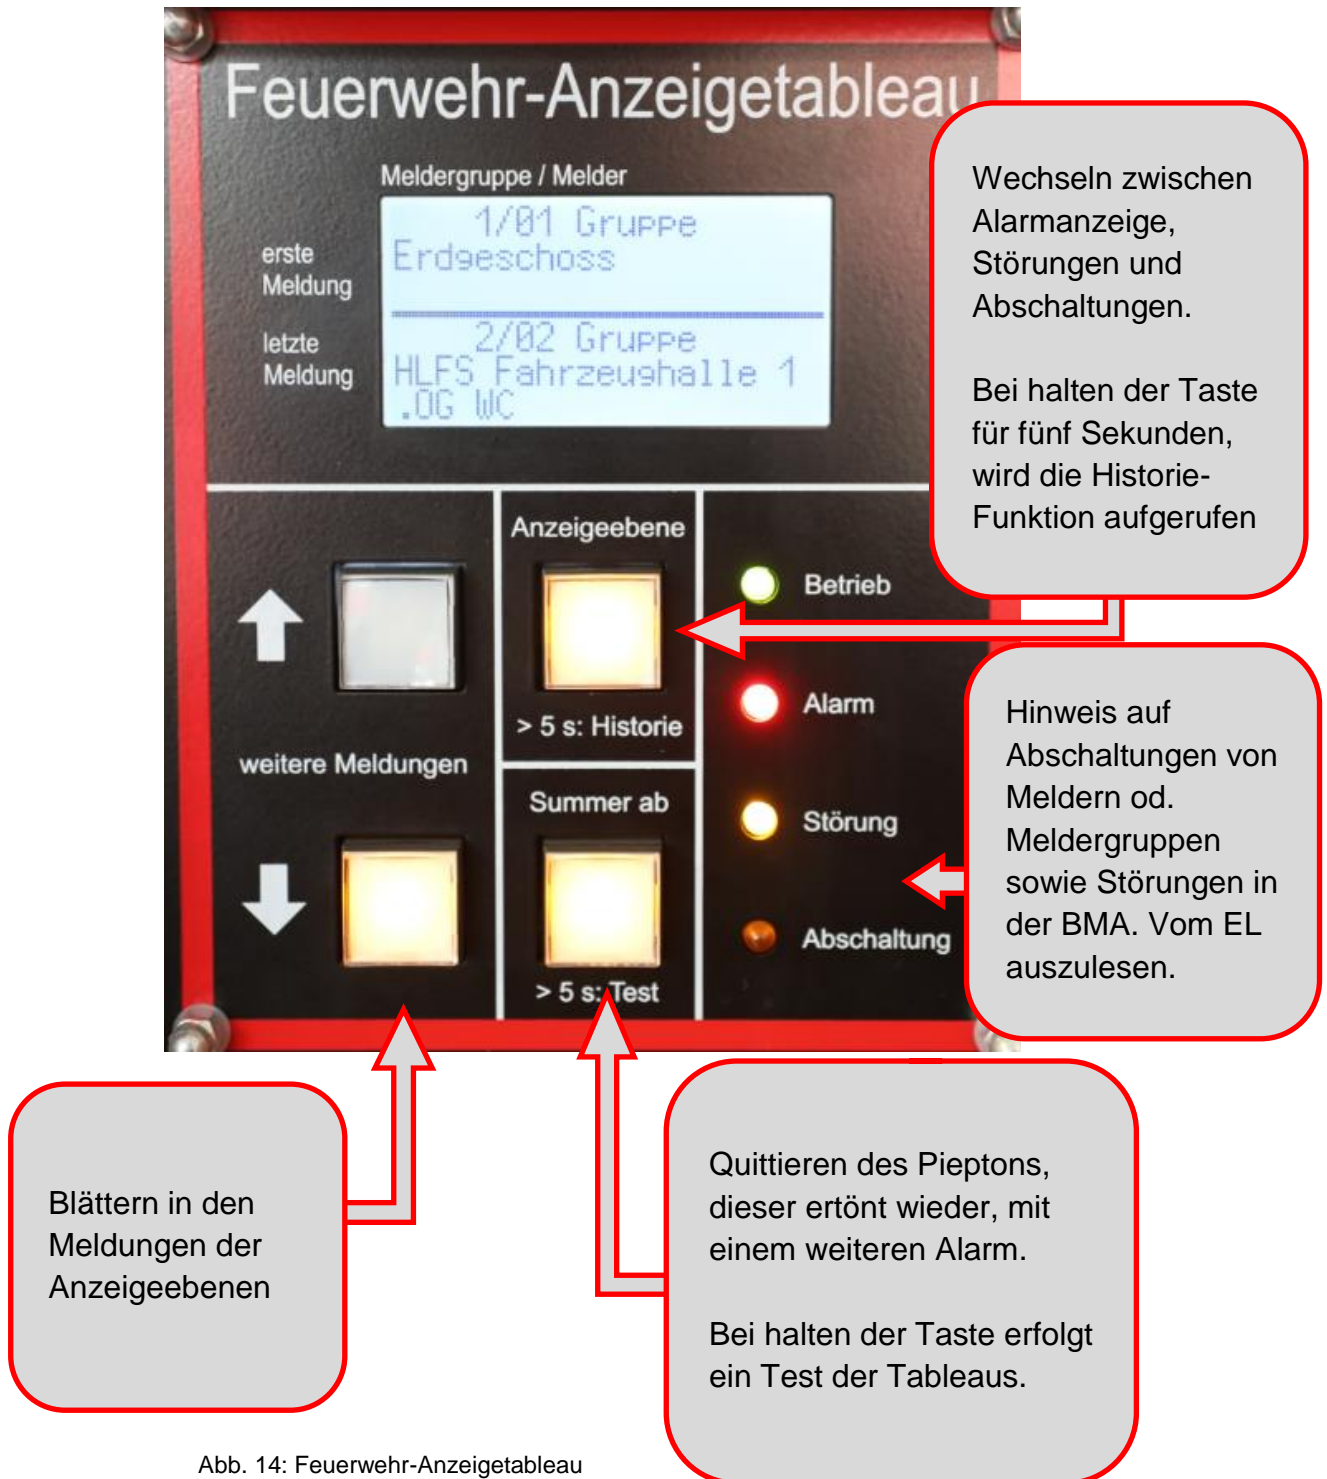 Feuerwehr-Anzeigetableau
Meldergruppe / Melder
erste
Meldung
1/01 Gruppe
Erdgeschoss
letzte
Meldung
2/02 Gruppe
HLFS Fahrzeughalle 1
.OG WC
Anzeigeebene
> 5 s: Historie
weitere Meldungen
Summer ab
> 5 s: Test
Betrieb
Alarm
Störung
Abschaltung
Wechseln zwischen
Alarmanzeige,
Störungen und
Abschaltungen.
Bei halten der Taste
für fünf Sekunden,
wird die Historie-
Funktion aufgerufen
Hinweis auf
Abschaltungen von
Meldern od.
Meldergruppen
sowie Störungen in
der BMA. Vom EL
auszulesen.
Blättern in den
Meldungen der
Anzeigeebenen
Quittieren des Pieptons,
dieser ertönt wieder, mit
einem weiteren Alarm.
Bei halten der Taste erfolgt
ein Test der Tableaus.
Abb. 14: Feuerwehr-Anzeigetableau